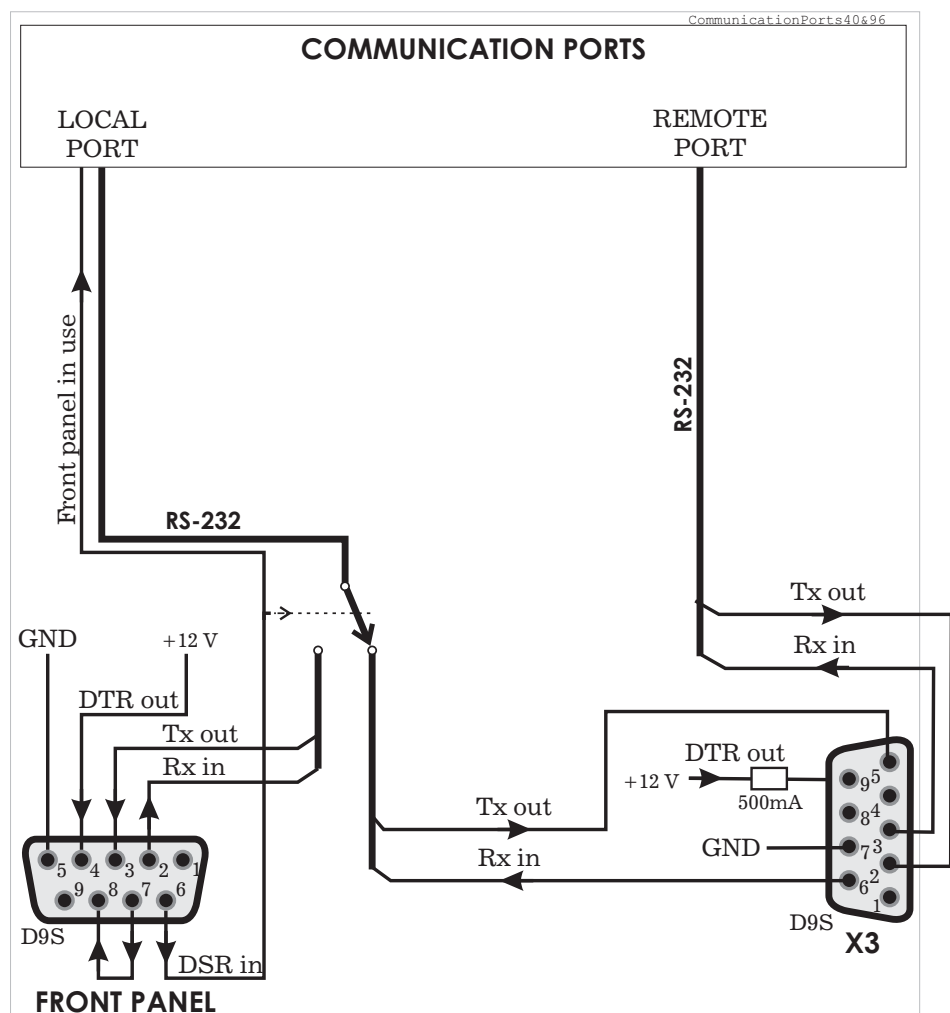 CommunicationPorts40&96
COMMUNICATION PORTS
LOCAL
PORT
REMOTE
PORT
Front panel in use
RS-232
RS-232
Tx out
Rx in
GND
+12 V
DTR out
Tx out
Rx in
DTR out
+12 V
500mA
Tx out
GND
Rx in
5
4
3
2
1
9
8
7
6
D9S
DSR in
FRONT PANEL
9
5
8
4
7
3
6
2
1
D9S
X3